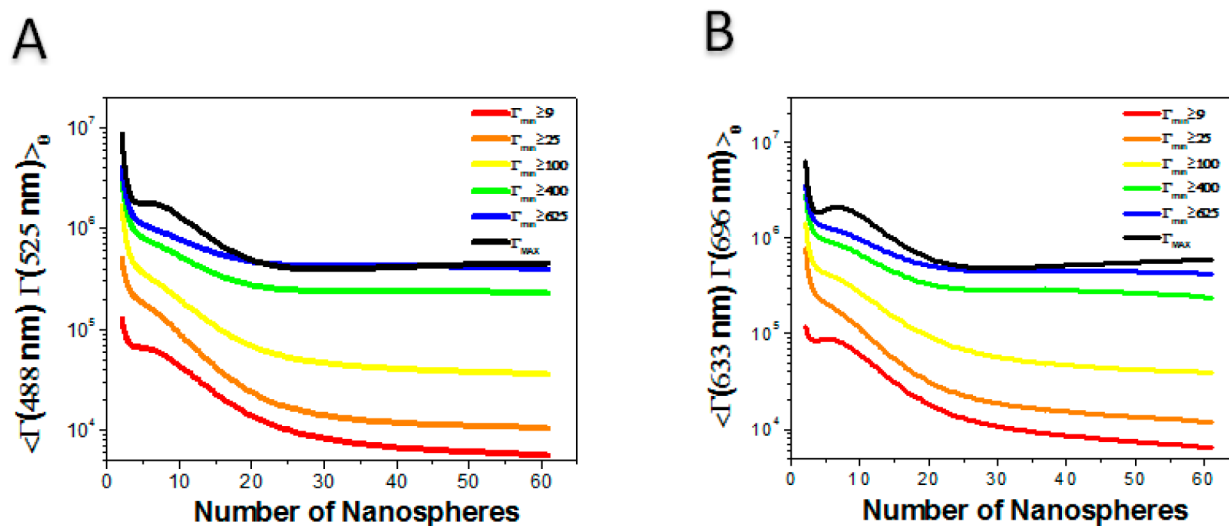 A
<Γ(488 nm) Γ(525 nm)>₀
10⁷
10⁶
10⁵
10⁴
Γmin≥9
Γmin≥25
Γmin≥100
Γmin≥400
Γmin≥625
ΓMAX
0 10 20 30 40 50 60
Number of Nanospheres
B
<Γ(633 nm) Γ(696 nm)>₀
10⁷
10⁶
10⁵
10⁴
Γmin≥9
Γmin≥25
Γmin≥100
Γmin≥400
Γmin≥625
ΓMAX
0 10 20 30 40 50 60
Number of Nanospheres